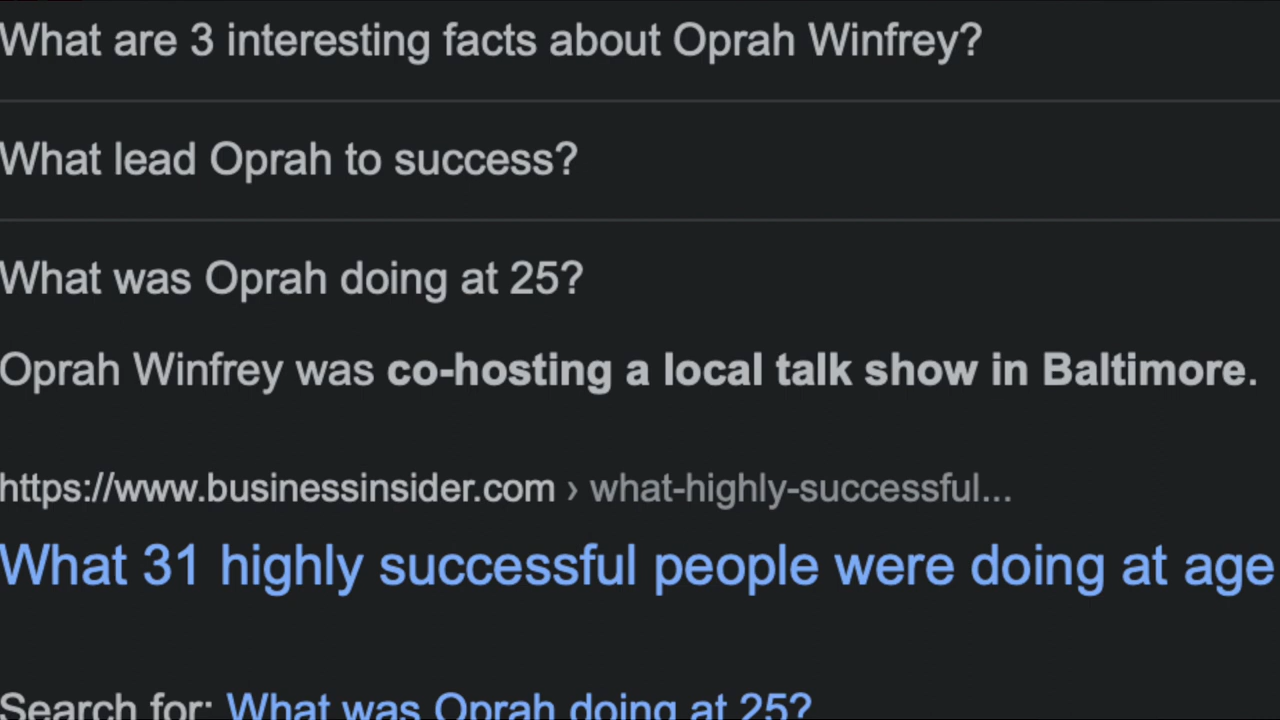 What are 3 interesting facts about Oprah Winfrey?
What lead Oprah to success?
What was Oprah doing at 25?
Oprah Winfrey was co-hosting a local talk show in Baltimore.
https://www.businessinsider.com › what-highly-successful...
What 31 highly successful people were doing at age
Search for: What was Oprah doing at 25?